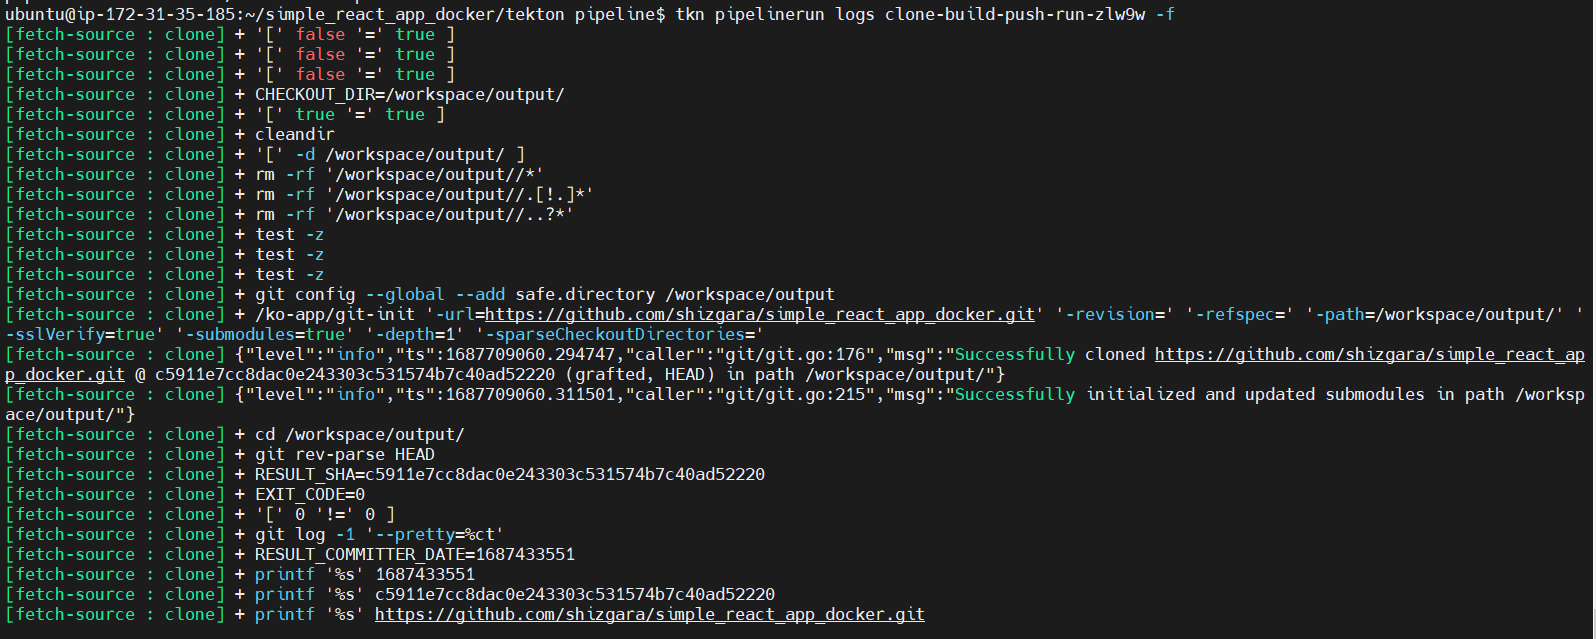 ubuntu@ip-172-31-35-185:~/simple_react_app_docker/tekton pipeline$ tkn pipelinerun logs clone-build-push-run-zlw9w -f
[fetch-source : clone] + '[' false '=' true ]
[fetch-source : clone] + '[' false '=' true ]
[fetch-source : clone] + '[' false '=' true ]
[fetch-source : clone] + CHECKOUT_DIR=/workspace/output/
[fetch-source : clone] + '[' true '=' true ]
[fetch-source : clone] + cleandir
[fetch-source : clone] + '[' -d /workspace/output/ ]
[fetch-source : clone] + rm -rf '/workspace/output//*'
[fetch-source : clone] + rm -rf '/workspace/output//.[!.]*'
[fetch-source : clone] + rm -rf '/workspace/output//..?*'
[fetch-source : clone] + test -z
[fetch-source : clone] + test -z
[fetch-source : clone] + test -z
[fetch-source : clone] + git config --global --add safe.directory /workspace/output
[fetch-source : clone] + /ko-app/git-init '-url=https://github.com/shizgara/simple_react_app_docker.git' '-revision=' '-refspec=' '-path=/workspace/output/' '
-sslVerify=true' '-submodules=true' '-depth=1' '-sparseCheckoutDirectories='
[fetch-source : clone] {"level":"info","ts":1687709060.294747,"caller":"git/git.go:176","msg":"Successfully cloned https://github.com/shizgara/simple_react_ap
p_docker.git @ c5911e7cc8dac0e243303c531574b7c40ad52220 (grafted, HEAD) in path /workspace/output/"}
[fetch-source : clone] {"level":"info","ts":1687709060.311501,"caller":"git/git.go:215","msg":"Successfully initialized and updated submodules in path /worksp
ace/output/"}
[fetch-source : clone] + cd /workspace/output/
[fetch-source : clone] + git rev-parse HEAD
[fetch-source : clone] + RESULT_SHA=c5911e7cc8dac0e243303c531574b7c40ad52220
[fetch-source : clone] + EXIT_CODE=0
[fetch-source : clone] + '[' 0 '!=' 0 ]
[fetch-source : clone] + git log -1 '--pretty=%ct'
[fetch-source : clone] + RESULT_COMMITTER_DATE=1687433551
[fetch-source : clone] + printf '%s' 1687433551
[fetch-source : clone] + printf '%s' c5911e7cc8dac0e243303c531574b7c40ad52220
[fetch-source : clone] + printf '%s' https://github.com/shizgara/simple_react_app_docker.git